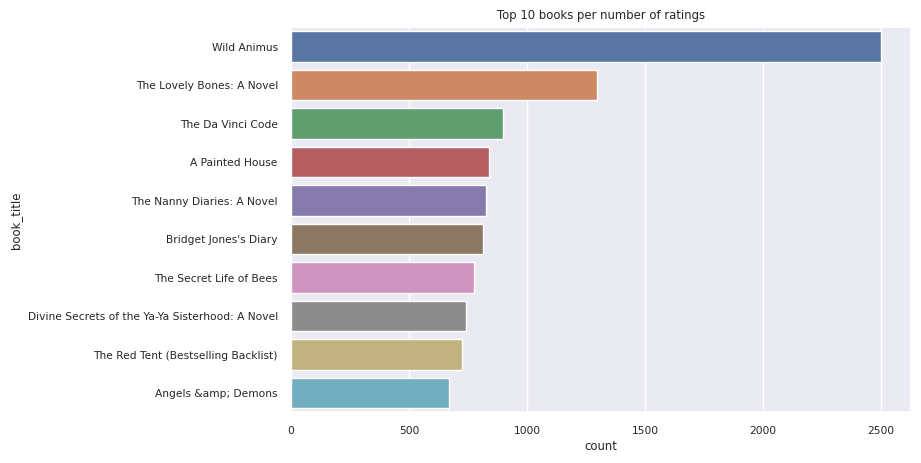 Top 10 books per number of ratings
Wild Animus
The Lovely Bones: A Novel
The Da Vinci Code
A Painted House
The Nanny Diaries: A Novel
Bridget Jones's Diary
The Secret Life of Bees
Divine Secrets of the Ya-Ya Sisterhood: A Novel
The Red Tent (Bestselling Backlist)
Angels &amp;amp; Demons
book_title
0 500 1000 1500 2000 2500
count